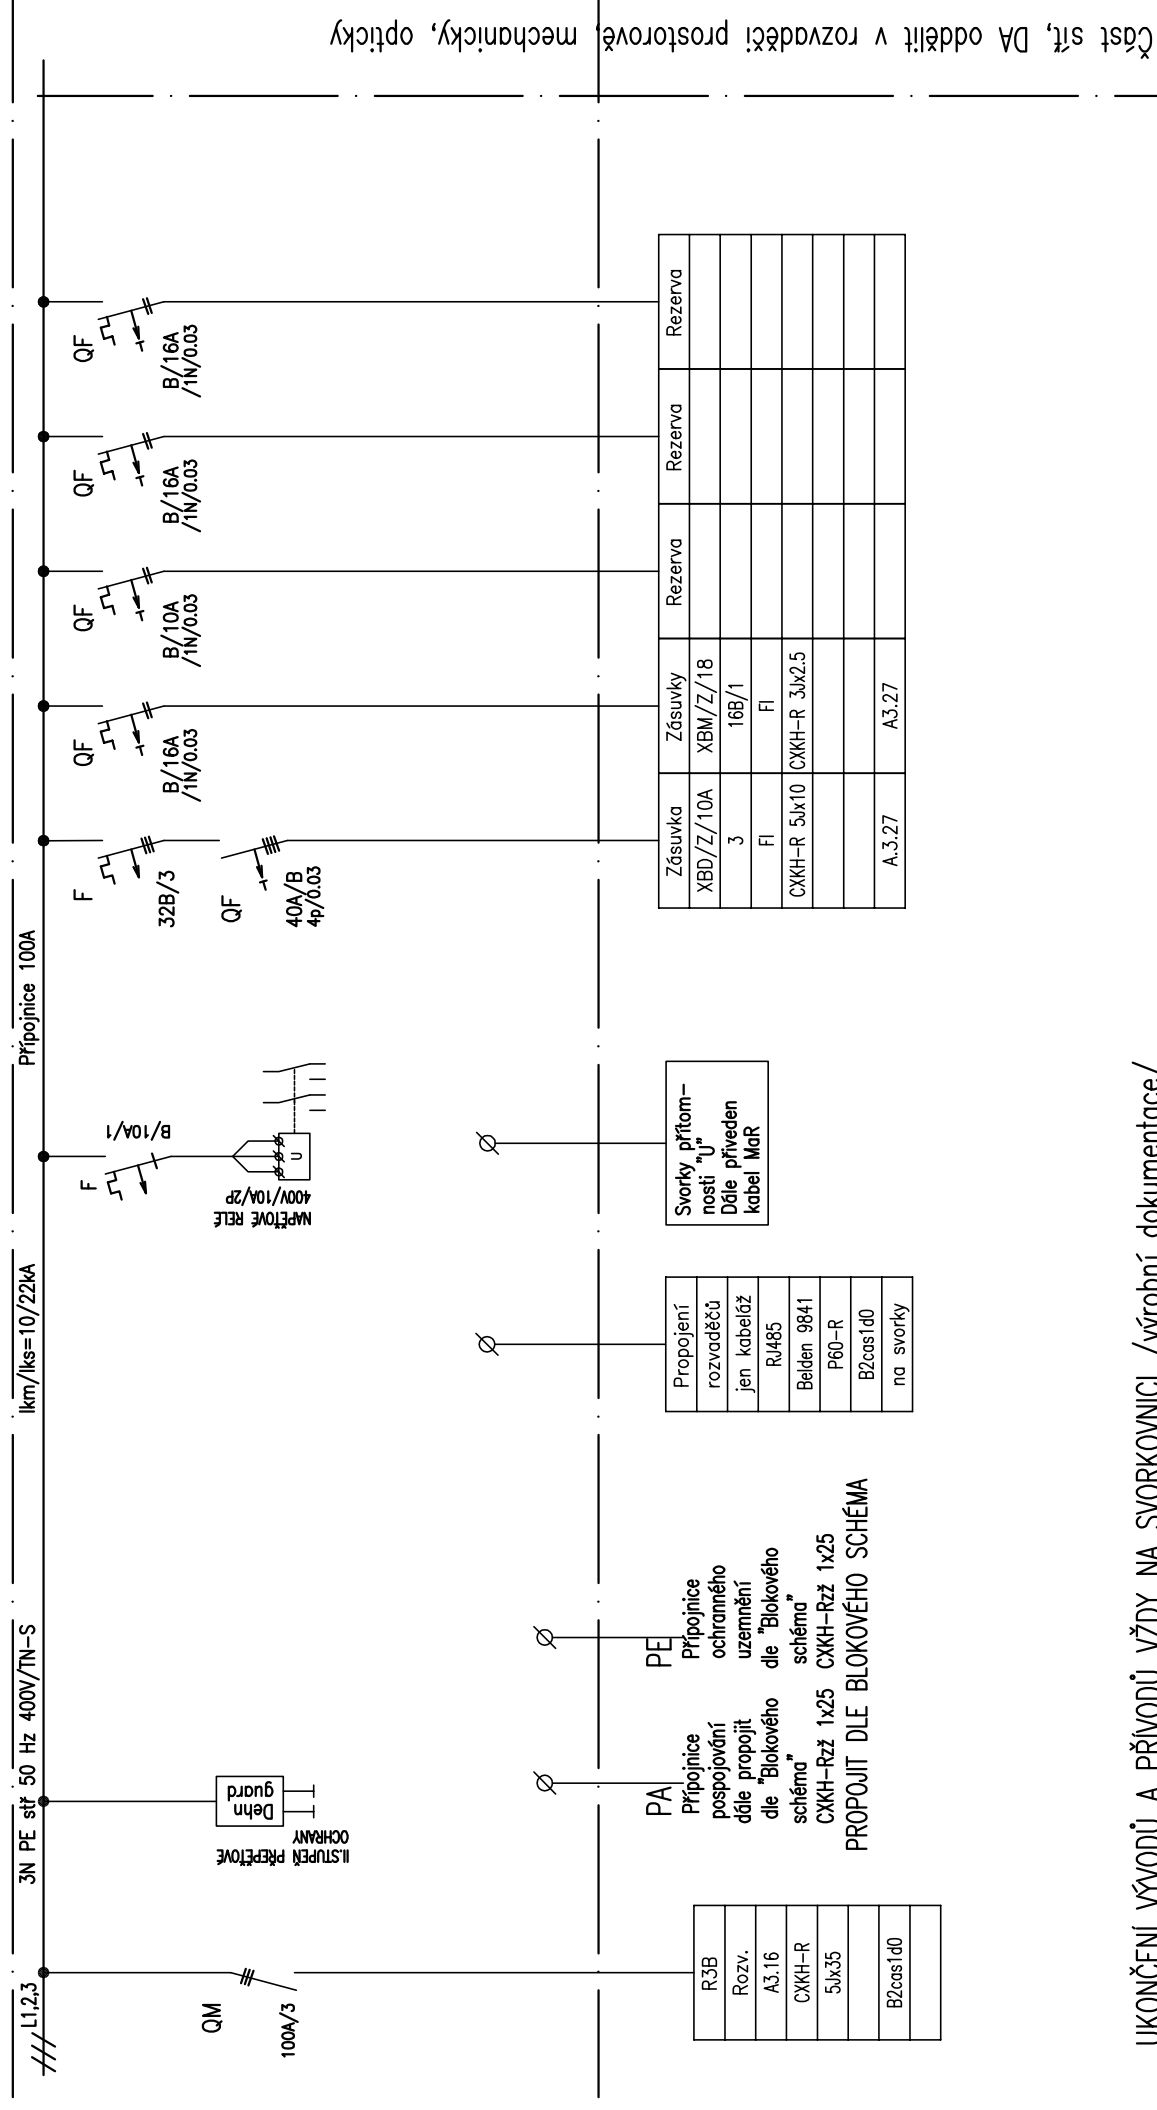 L1,2,3
3N PE stř 50 Hz 400V/TN-S
Ikm/Iks=10/22kA
Přípojnice 100A
QM
100A/3
Dehn
guard
II.STUPEŇ PŘEPĚŤOVÉ
OCHRANY
F
B/10A/1
U
NAPĚŤOVÉ RELÉ
400V/10A/2P
F
32B/3
QF
40A/B
4p/0.03
QF
B/16A
/1N/0.03
QF
B/10A
/1N/0.03
QF
B/16A
/1N/0.03
QF
B/16A
/1N/0.03
R3B
Rozv.
A3.16
CXKH-R
5Jx35
B2cas1d0
PA
Přípojnice
pospojování
dále propojit
dle "Blokového
schéma"
CXKH-Rzž 1x25
PE
Přípojnice
ochranného
uzemnění
dle "Blokového
schéma"
CXKH-Rzž 1x25
PROPOJIT DLE BLOKOVÉHO SCHÉMA
Propojení
rozvaděčů
jen kabeláž
RJ485
Belden 9841
P60-R
B2cas1d0
na svorky
Svorky přítom-
nosti "U"
Dále přiveden
kabel MaR
Zásuvka
XBD/Z/10A
3
FI
CXKH-R 5Jx10
A.3.27
Zásuvky
XBM/Z/18
16B/1
FI
CXKH-R 3Jx2.5
A3.27
Rezerva
Rezerva
Rezerva
UKONČENÍ VÝVODŮ A PŘÍVODŮ VŽDY NA SVORKOVNICI /výrobní dokumentace/
Část síť, DA oddělit v rozvaděči prostorově, mechanicky, opticky